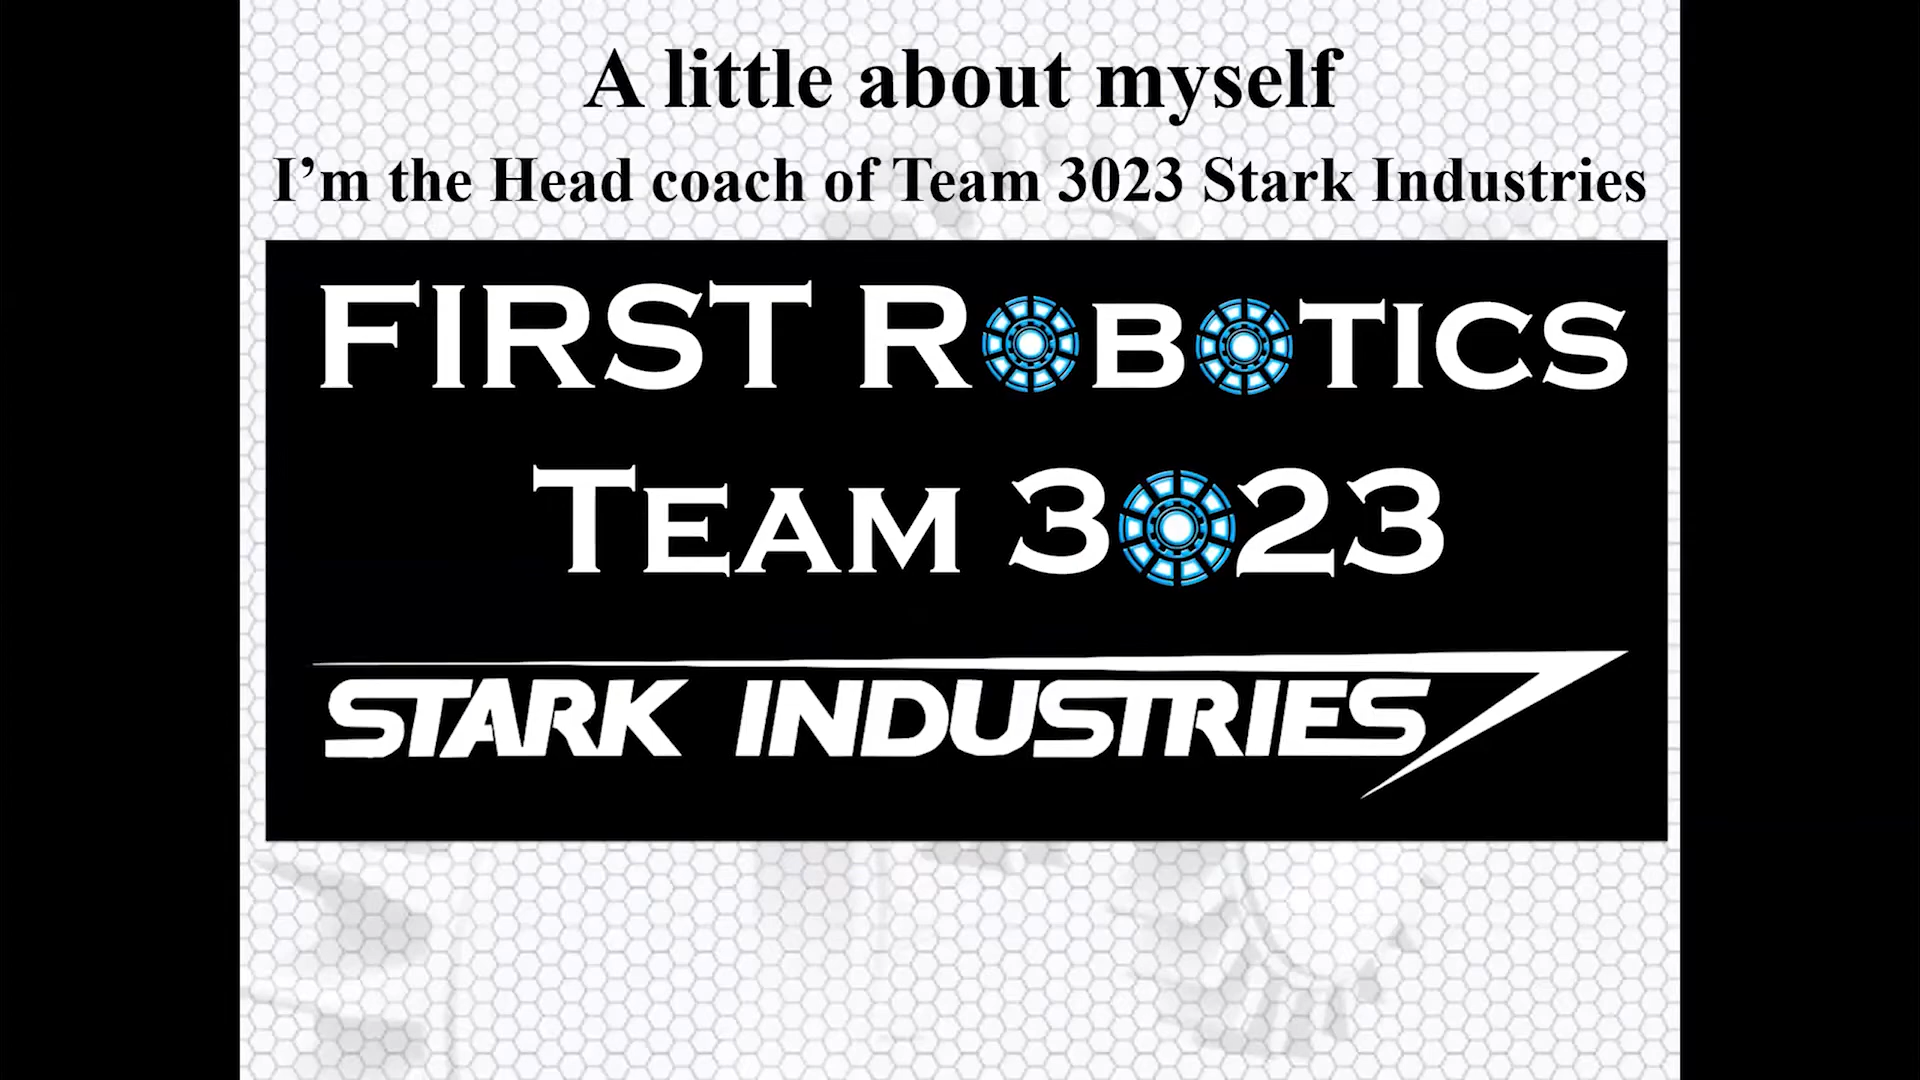 A little about myself
I’m the Head coach of Team 3023 Stark Industries
FIRST ROBOTICS
TEAM 3023
STARK INDUSTRIES